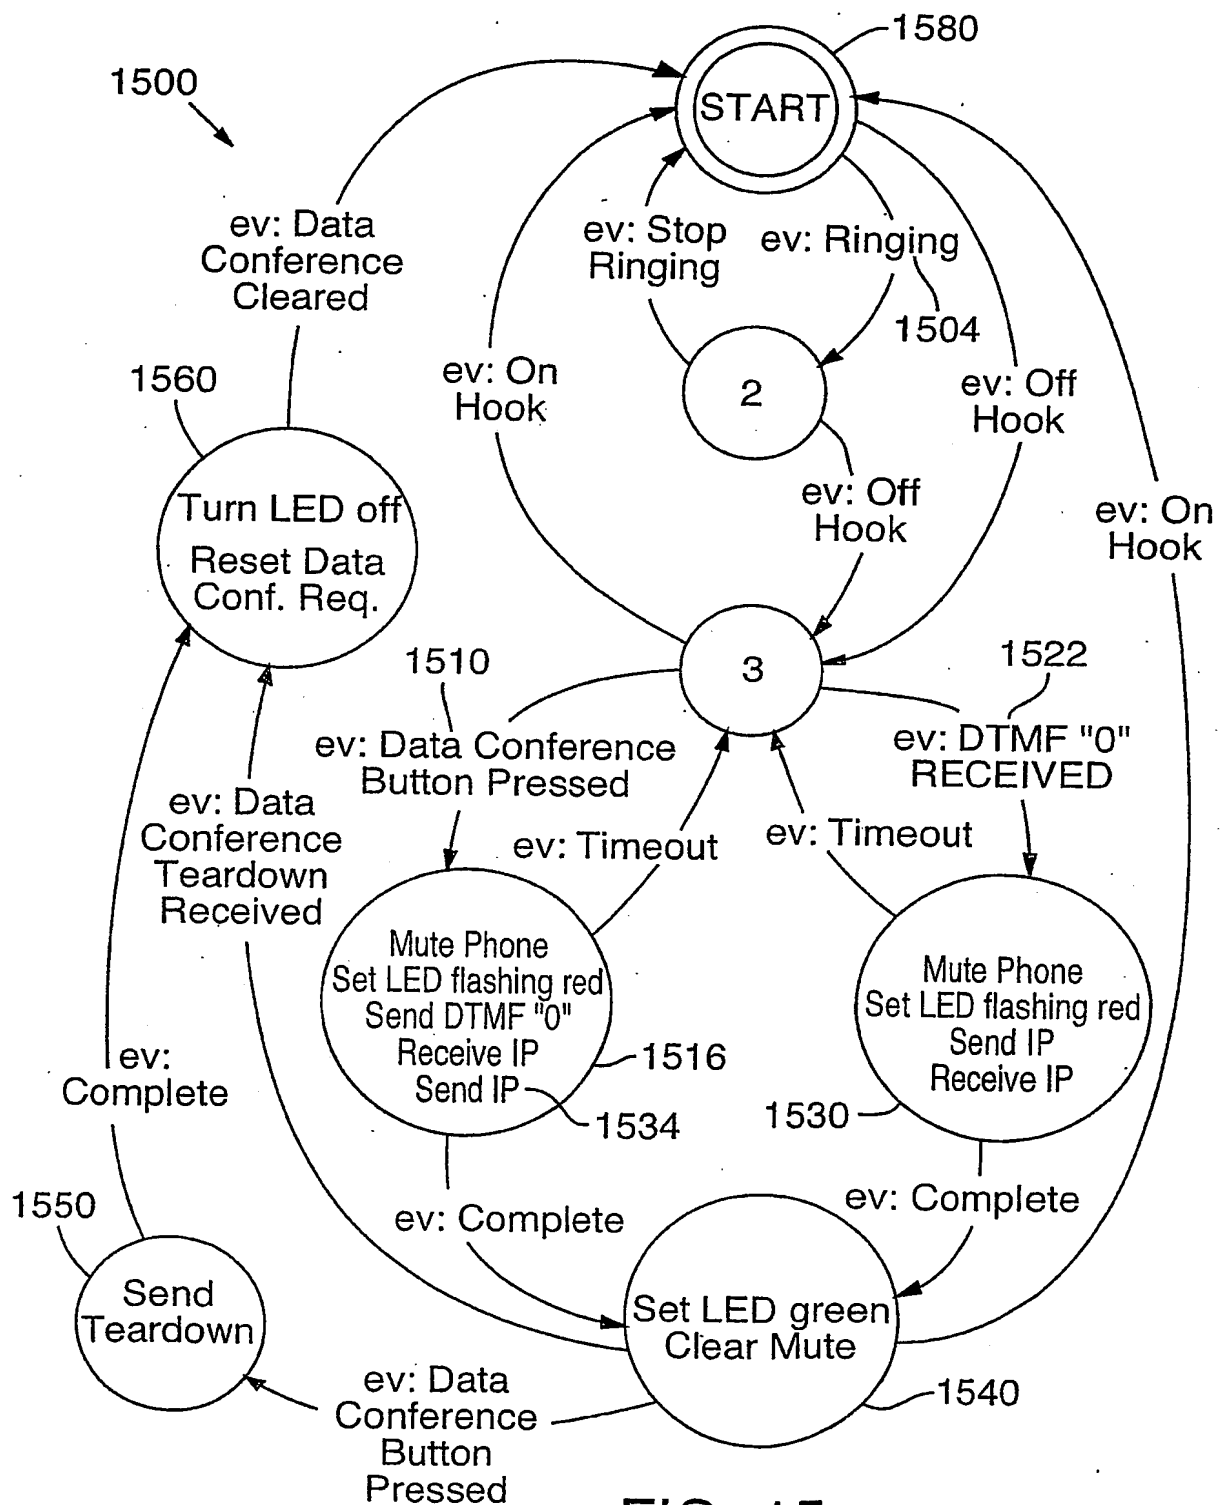 1580
1500
START
ev: Data
Conference
Cleared
ev: Stop
Ringing
ev: Ringing
1504
1560
ev: On
Hook
2
ev: Off
Hook
Turn LED off
Reset Data
Conf. Req.
ev: Off
Hook
ev: On
Hook
1510
3
1522
ev: Data Conference
Button Pressed
ev: DTMF "0"
RECEIVED
ev: Data
Conference
Teardown
Received
ev: Timeout
ev: Timeout
Mute Phone
Set LED flashing red
Send DTMF "0"
Receive IP
Send IP
1516
1534
Mute Phone
Set LED flashing red
Send IP
Receive IP
1530
ev:
Complete
1550
ev: Complete
ev: Complete
Send
Teardown
Set LED green
Clear Mute
1540
ev: Data
Conference
Button
Pressed